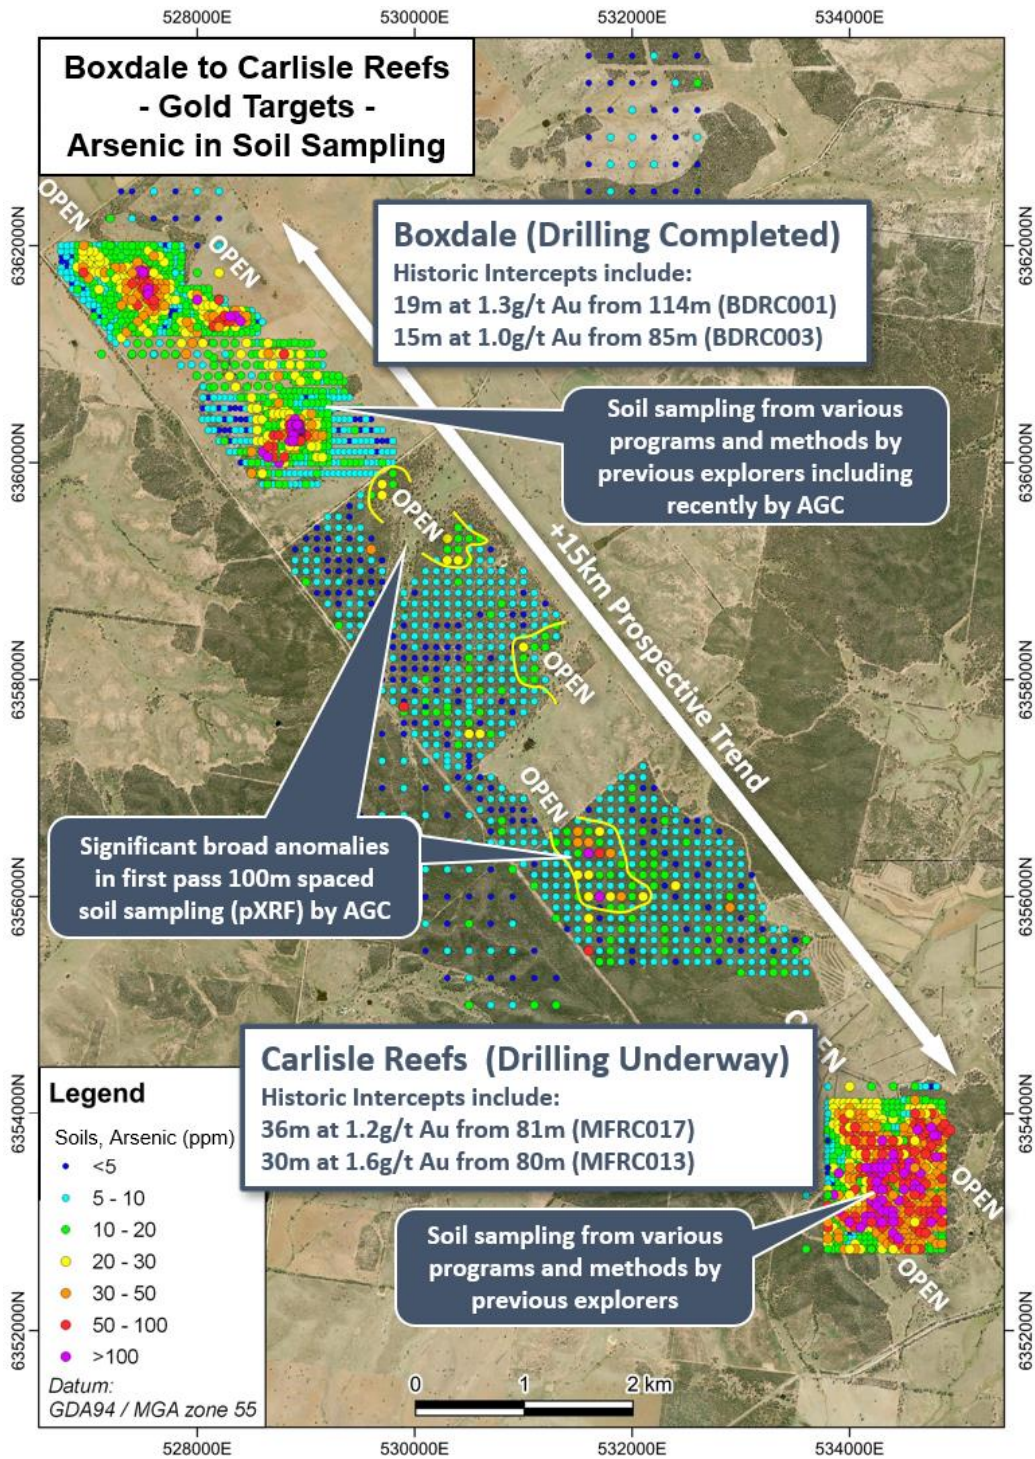 528000E 530000E 532000E 534000E
Boxdale to Carlisle Reefs
- Gold Targets -
Arsenic in Soil Sampling
OPEN
OPEN
6362000N
6362000N
Boxdale (Drilling Completed)
Historic Intercepts include:
19m at 1.3g/t Au from 114m (BDRC001)
15m at 1.0g/t Au from 85m (BDRC003)
Soil sampling from various
programs and methods by
previous explorers including
recently by AGC
6360000N
6360000N
OPEN
+15km Prospective Trend
OPEN
6358000N
6358000N
OPEN
Significant broad anomalies
in first pass 100m spaced
soil sampling (pXRF) by AGC
6356000N
6356000N
OPEN
Carlisle Reefs (Drilling Underway)
Historic Intercepts include:
36m at 1.2g/t Au from 81m (MFRC017)
30m at 1.6g/t Au from 80m (MFRC013)
6354000N
6354000N
OPEN
Soil sampling from various
programs and methods by
previous explorers
OPEN
6352000N
6352000N
Legend
Soils, Arsenic (ppm)
<5
5 - 10
10 - 20
20 - 30
30 - 50
50 - 100
>100
Datum:
GDA94 / MGA zone 55
0 1 2 km
528000E 530000E 532000E 534000E